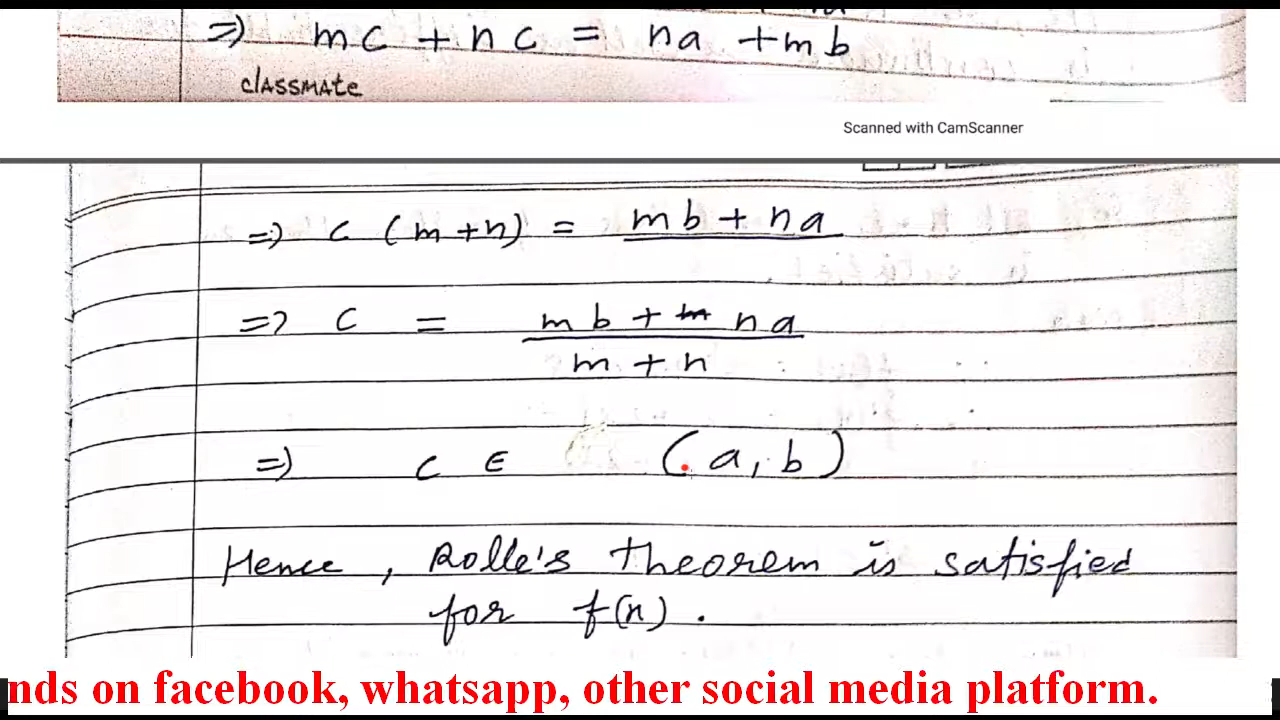 => mc + nc = na + mb
classmate
Scanned with CamScanner
=> c (m+n) = mb + na
=> c = mb + na
m + n
=> c ∈ (a, b)
Hence, Rolle's theorem is satisfied
for f(x).
nds on facebook, whatsapp, other social media platform.